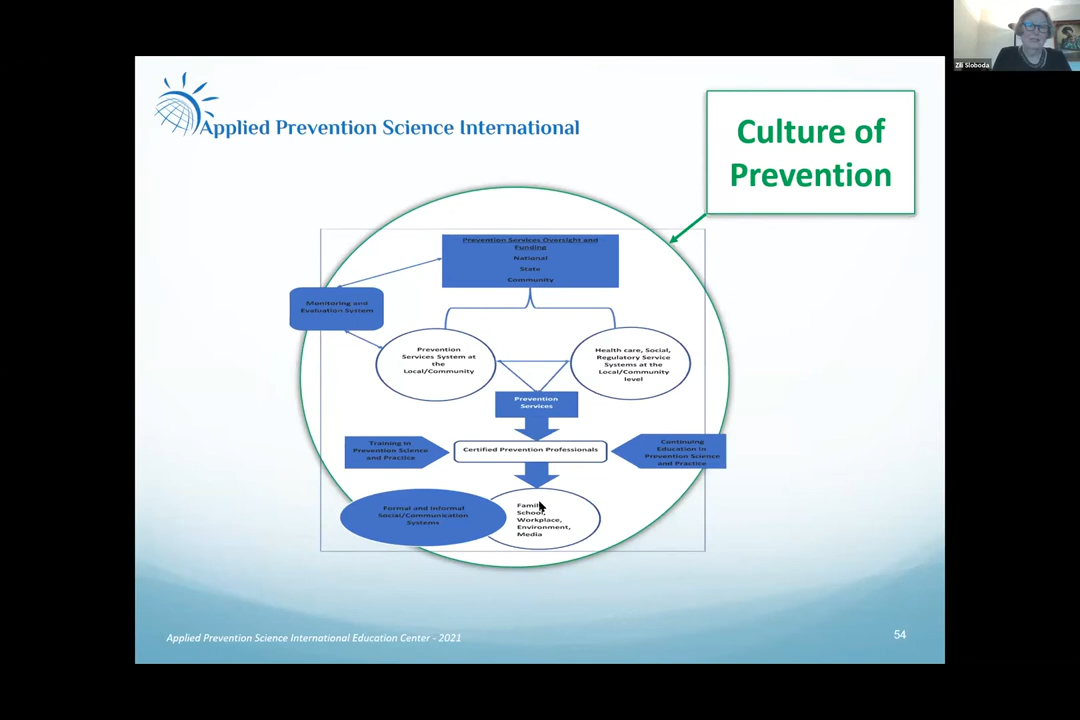 Zili Sloboda
Applied Prevention Science International
Culture of
Prevention
Prevention Services Oversight and
Funding
National
State
Community
Monitoring and
Evaluation System
Prevention
Services System at
the
Local/Community
Health care, Social,
Regulatory Service
Systems at the
Local/Community
level
Prevention
Services
Training in
Prevention Science
and Practice
Certified Prevention Professionals
Continuing
Education in
Prevention Science
and Practice
Formal and Informal
Social/Communication
Systems
School,
Workplace,
Environment,
Media
Applied Prevention Science International Education Center - 2021
54